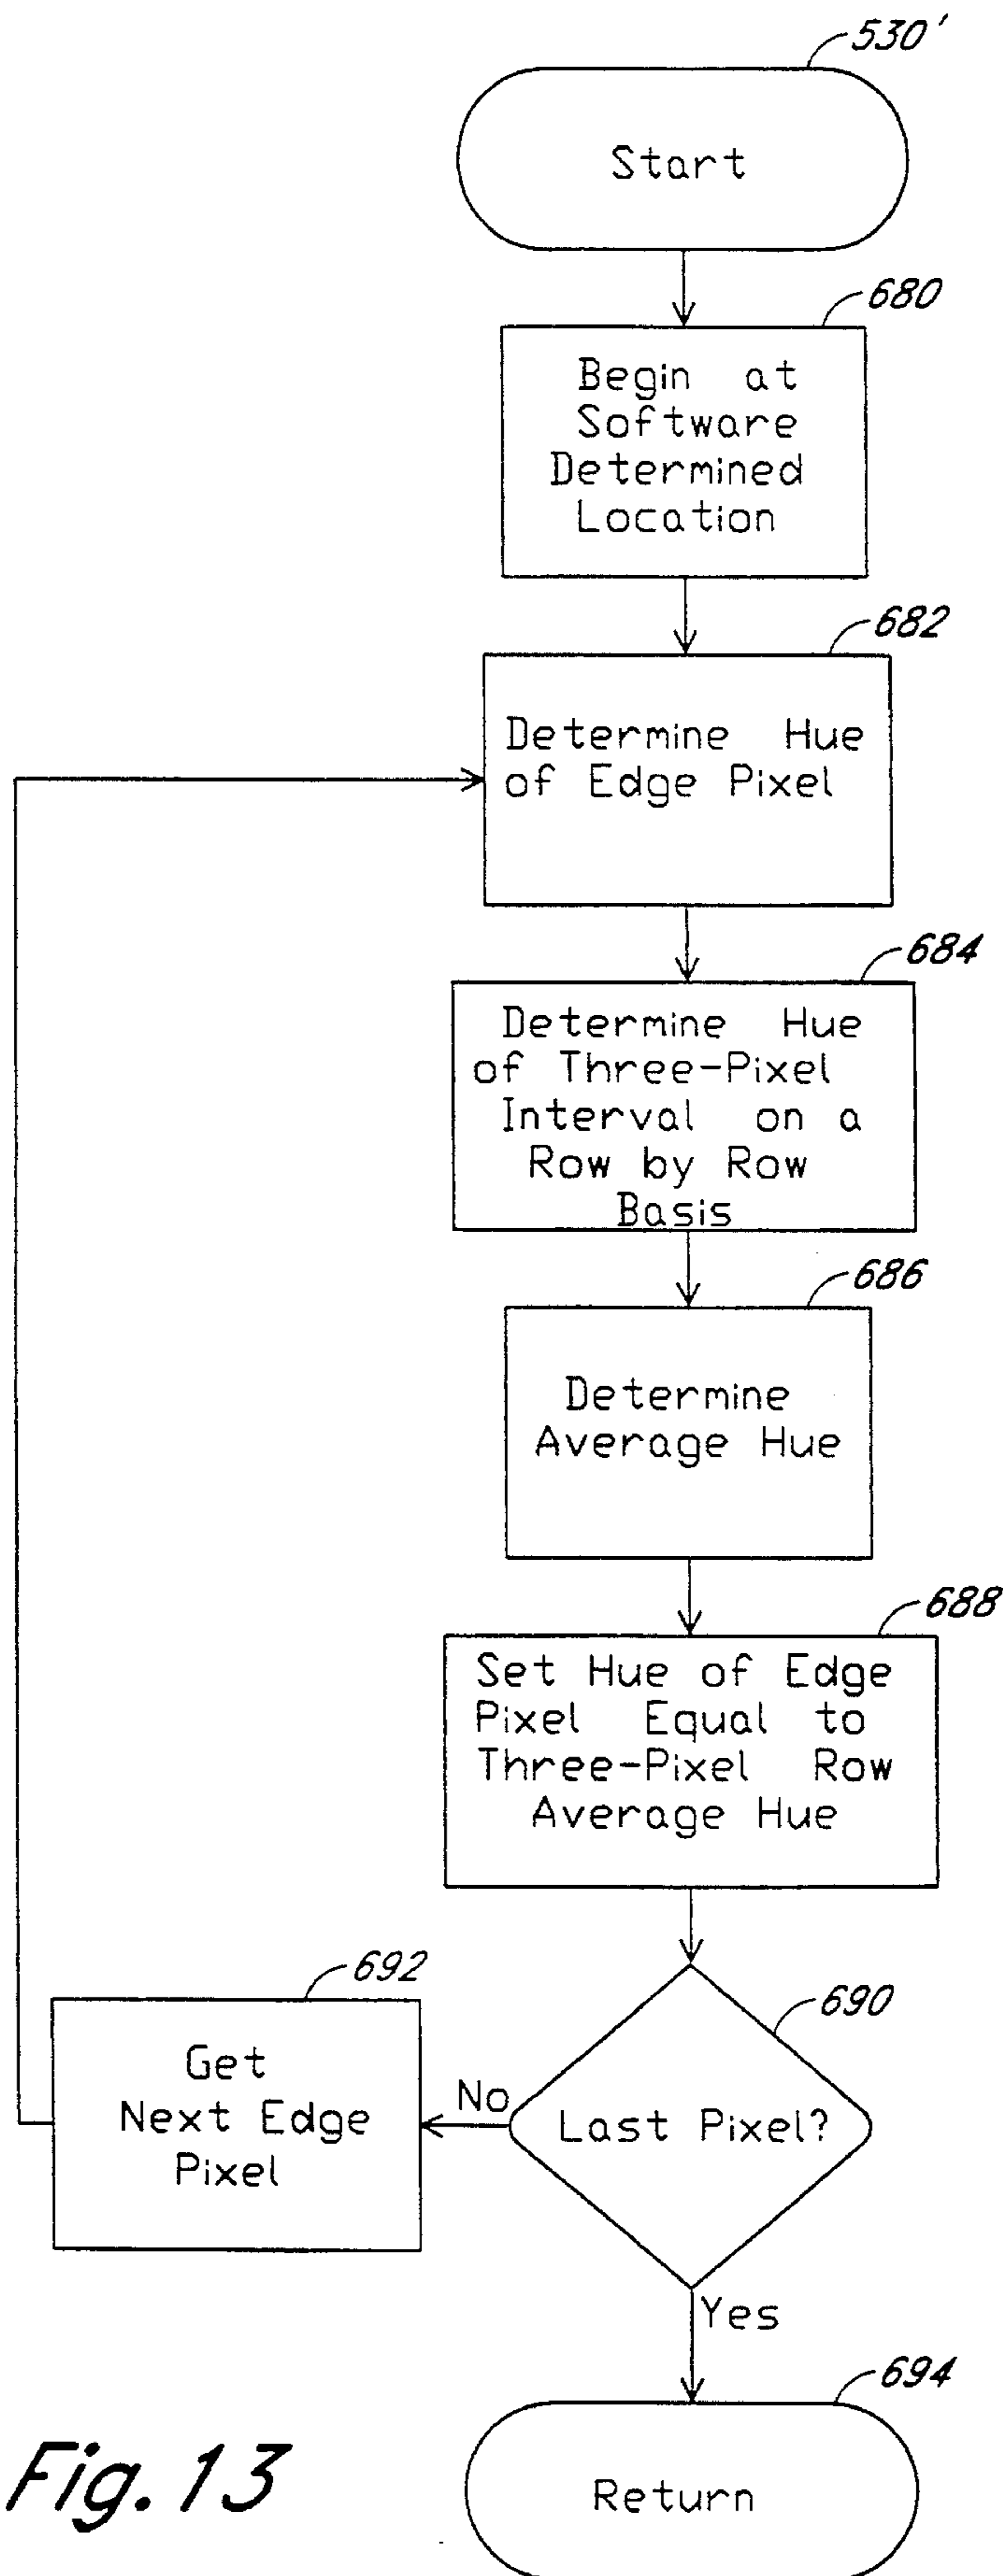 530'
Start
680
Begin at
Software
Determined
Location
682
Determine Hue
of Edge Pixel
684
Determine Hue
of Three-Pixel
Interval on a
Row by Row
Basis
686
Determine
Average Hue
688
Set Hue of Edge
Pixel Equal to
Three-Pixel Row
Average Hue
690
Last Pixel?
No
692
Get
Next Edge
Pixel
Yes
694
Return
Fig. 13